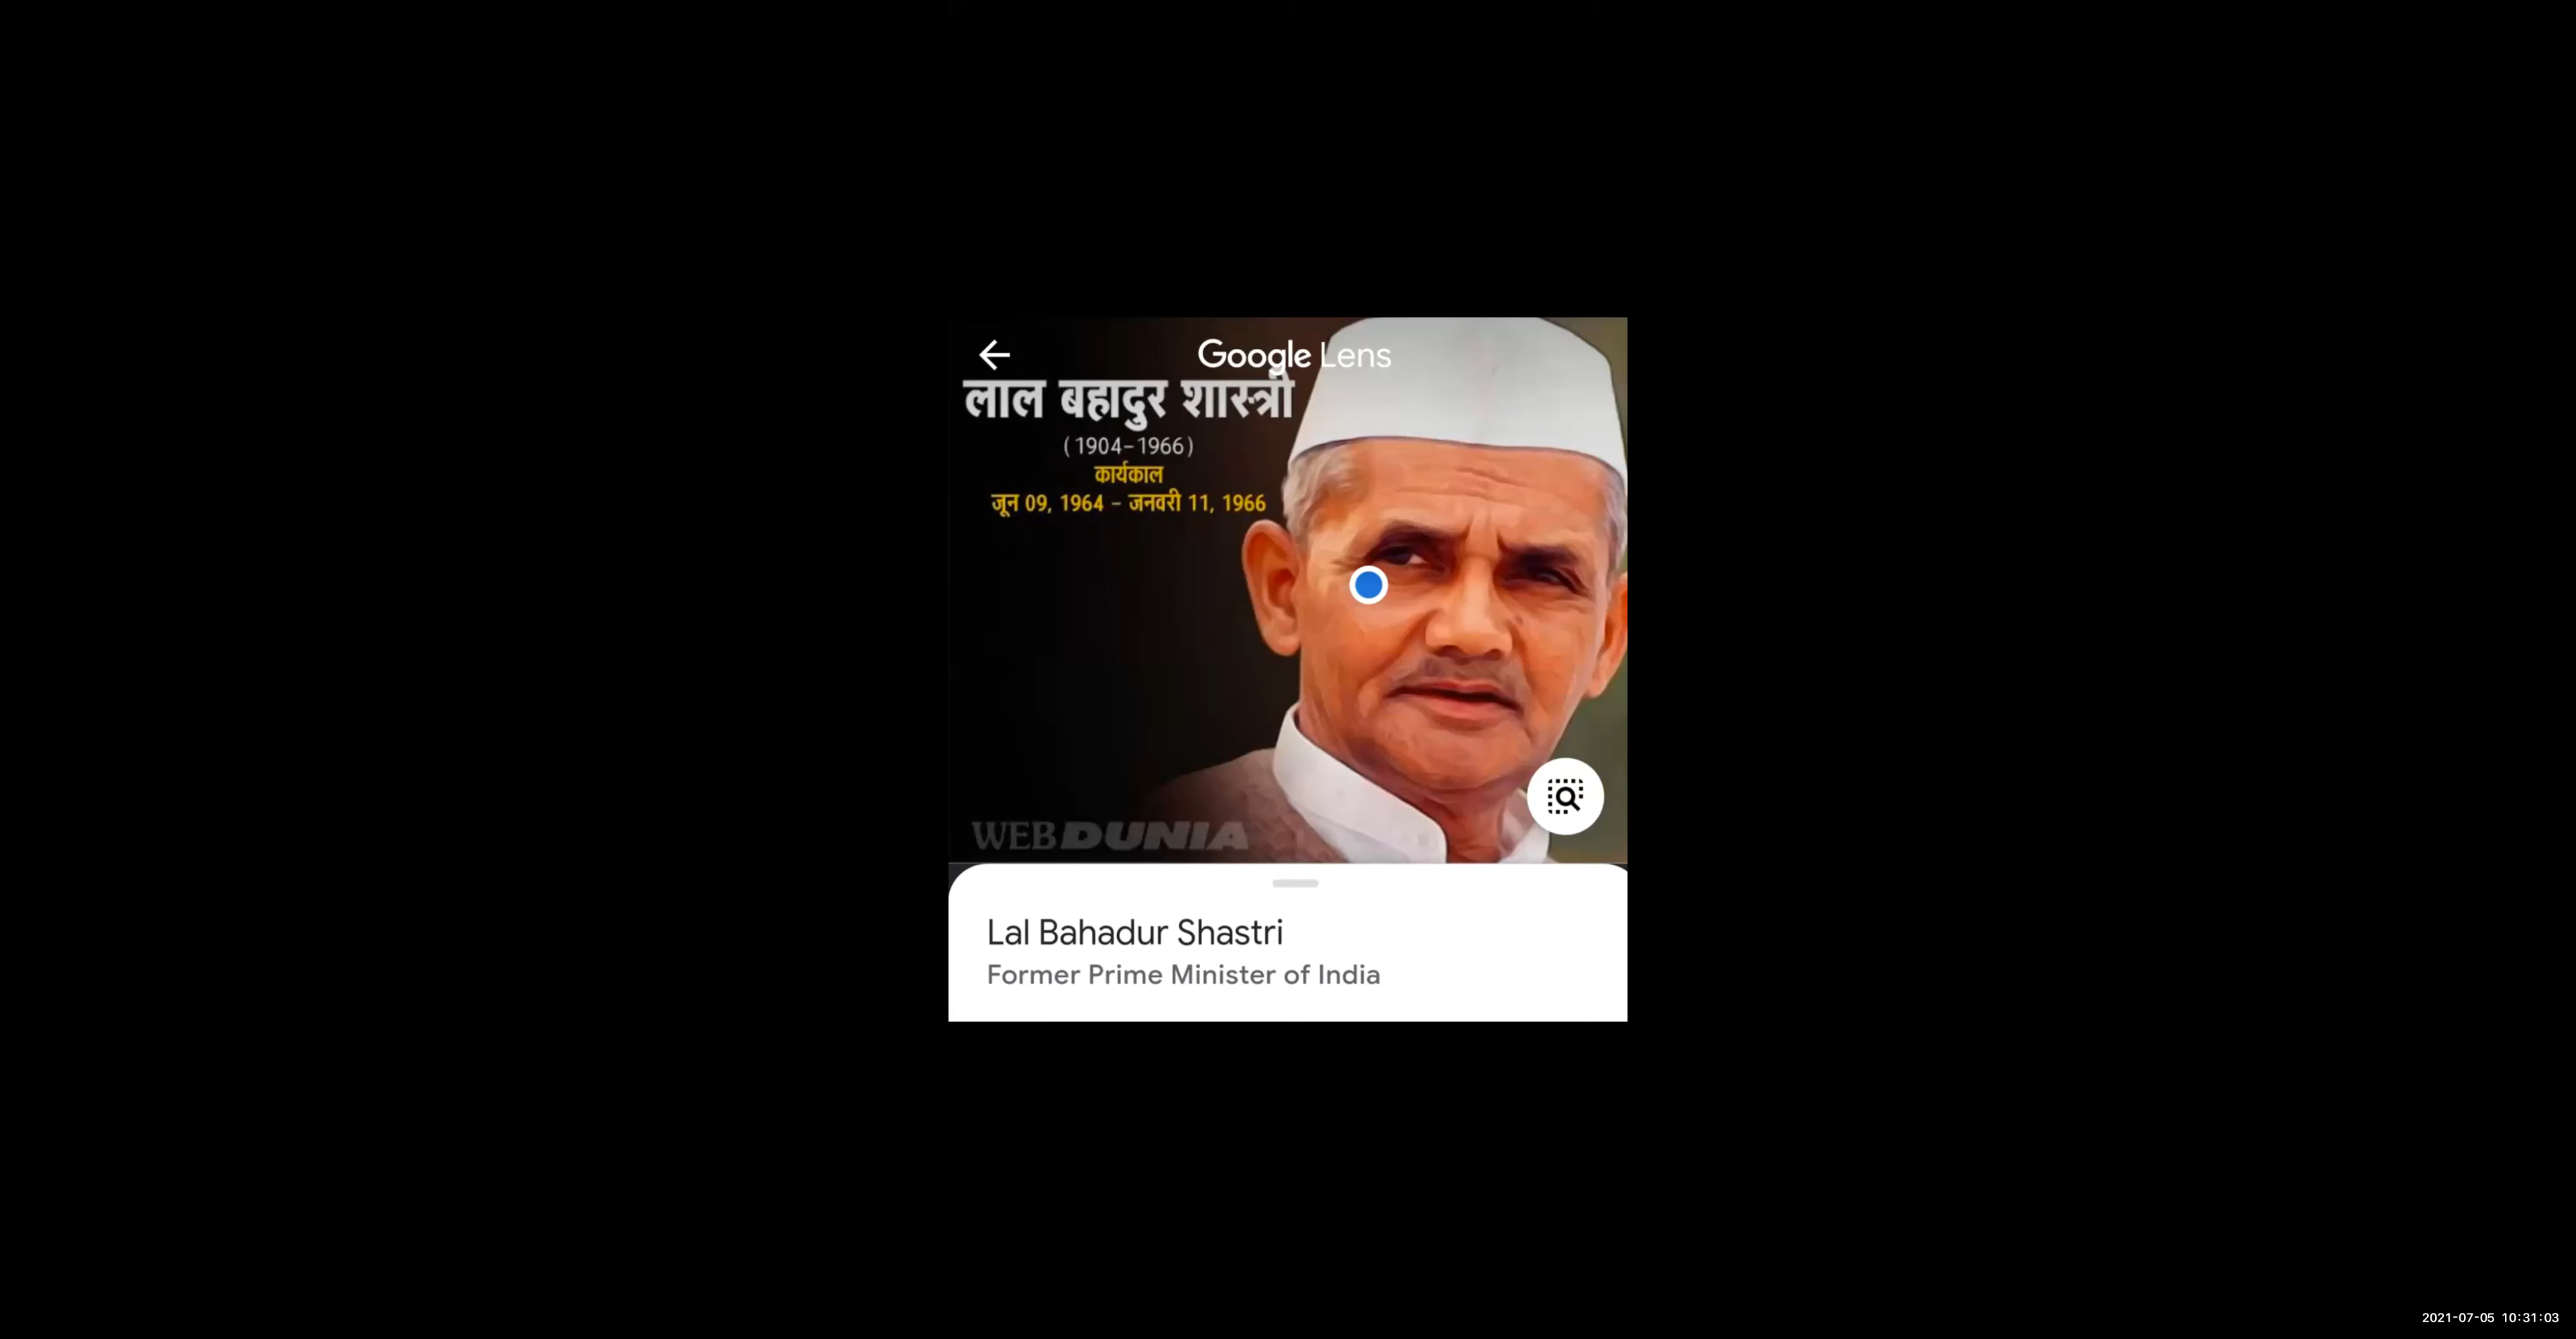 Google Lens
लाल बहादुर शास्त्री
(1904-1966)
कार्यकाल
जून 09, 1964 - जनवरी 11, 1966
WEBDUNIA
Lal Bahadur Shastri
Former Prime Minister of India
2021-07-05 10:31:03